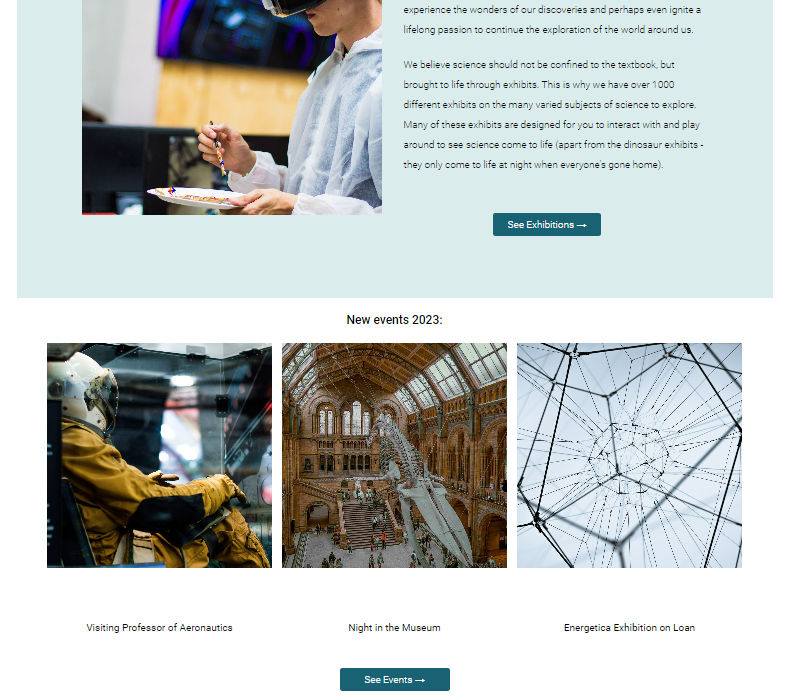 experience the wonders of our discoveries and perhaps even ignite a
lifelong passion to continue the exploration of the world around us.
We believe science should not be confined to the textbook, but
brought to life through exhibits. This is why we have over 1000
different exhibits on the many varied subjects of science to explore.
Many of these exhibits are designed for you to interact with and play
around to see science come to life (apart from the dinosaur exhibits -
they only come to life at night when everyone's gone home).
See Exhibitions →
New events 2023:
Visiting Professor of Aeronautics
Night in the Museum
Energetica Exhibition on Loan
See Events →